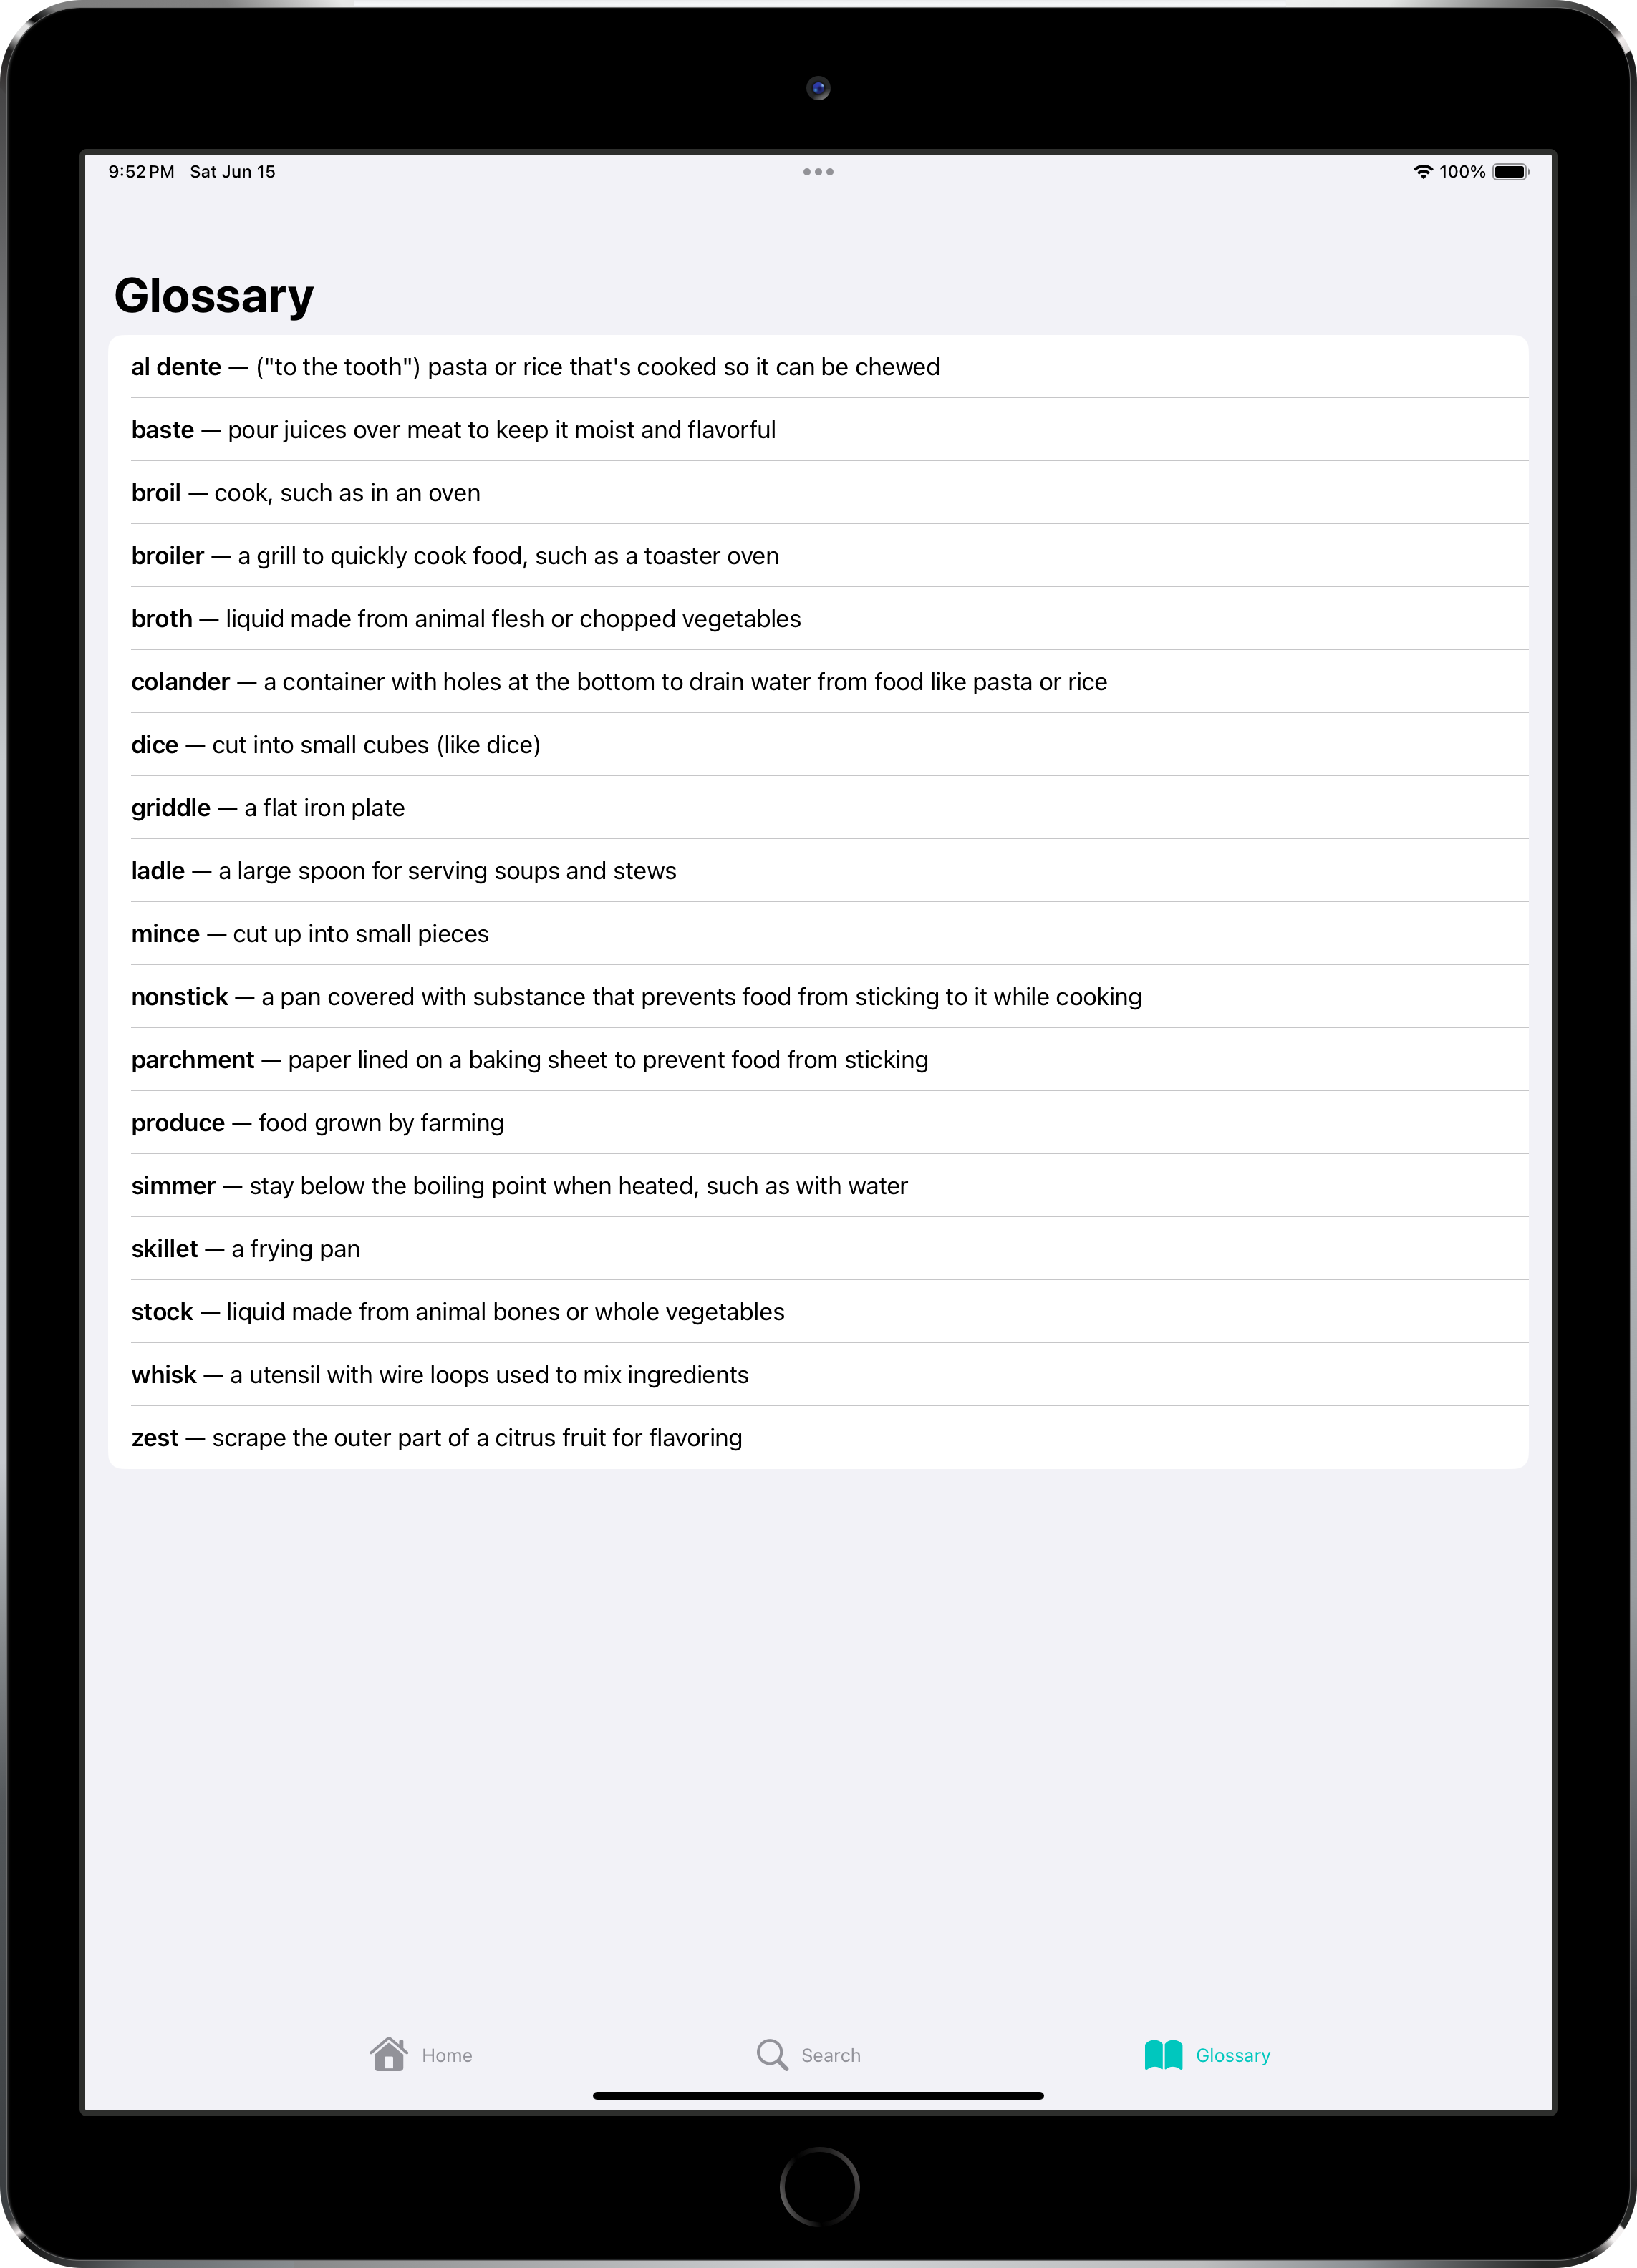 9:52 PM Sat Jun 15
100%
Glossary
al dente — ("to the tooth") pasta or rice that's cooked so it can be chewed
baste — pour juices over meat to keep it moist and flavorful
broil — cook, such as in an oven
broiler — a grill to quickly cook food, such as a toaster oven
broth — liquid made from animal flesh or chopped vegetables
colander — a container with holes at the bottom to drain water from food like pasta or rice
dice — cut into small cubes (like dice)
griddle — a flat iron plate
ladle — a large spoon for serving soups and stews
mince — cut up into small pieces
nonstick — a pan covered with substance that prevents food from sticking to it while cooking
parchment — paper lined on a baking sheet to prevent food from sticking
produce — food grown by farming
simmer — stay below the boiling point when heated, such as with water
skillet — a frying pan
stock — liquid made from animal bones or whole vegetables
whisk — a utensil with wire loops used to mix ingredients
zest — scrape the outer part of a citrus fruit for flavoring
Home
Search
Glossary